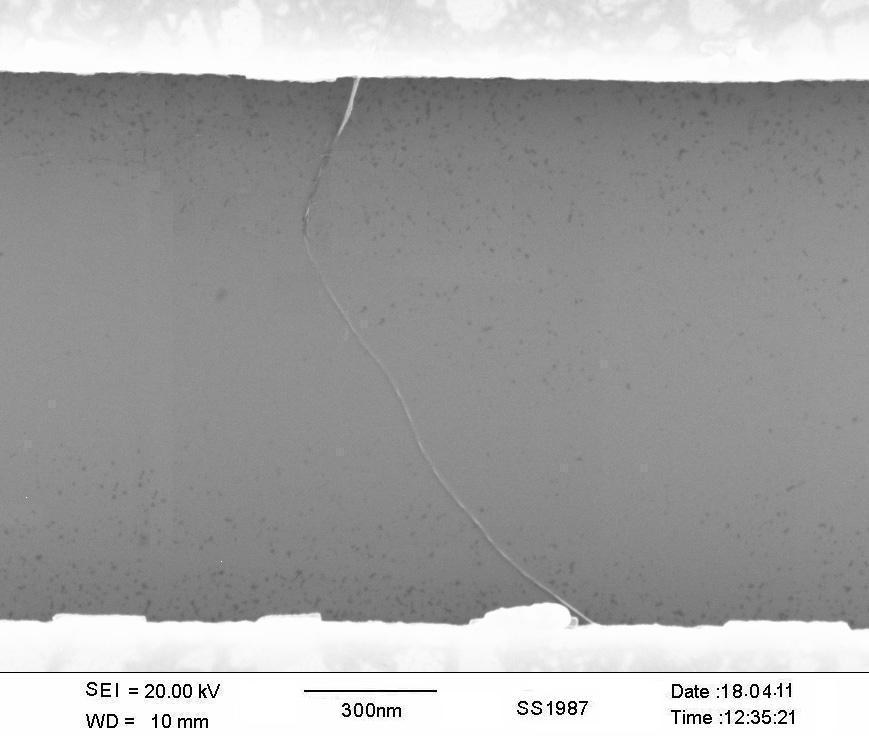 SEI = 20.00 kV
WD = 10 mm
300nm
SS1987
Date :18.04.11
Time :12:35:21